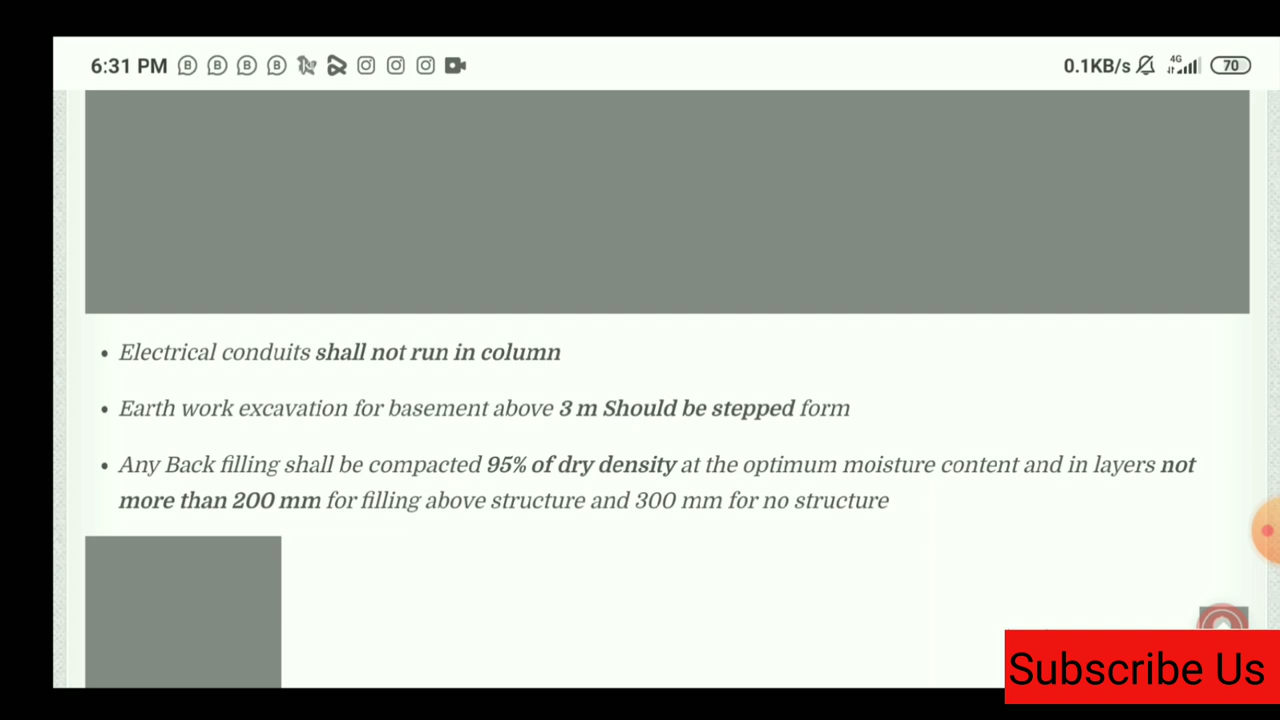 6:31 PM
0.1KB/s
4G
70
• Electrical conduits shall not run in column
• Earth work excavation for basement above 3 m Should be stepped form
• Any Back filling shall be compacted 95% of dry density at the optimum moisture content and in layers not
more than 200 mm for filling above structure and 300 mm for no structure
Subscribe Us